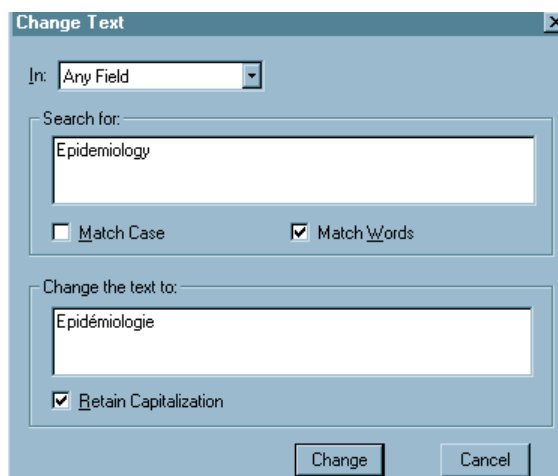 Change Text
In: Any Field
Search for:
Epidemiology
Match Case Match Words
Change the text to:
Epidémiologie
Retain Capitalization
Change Cancel